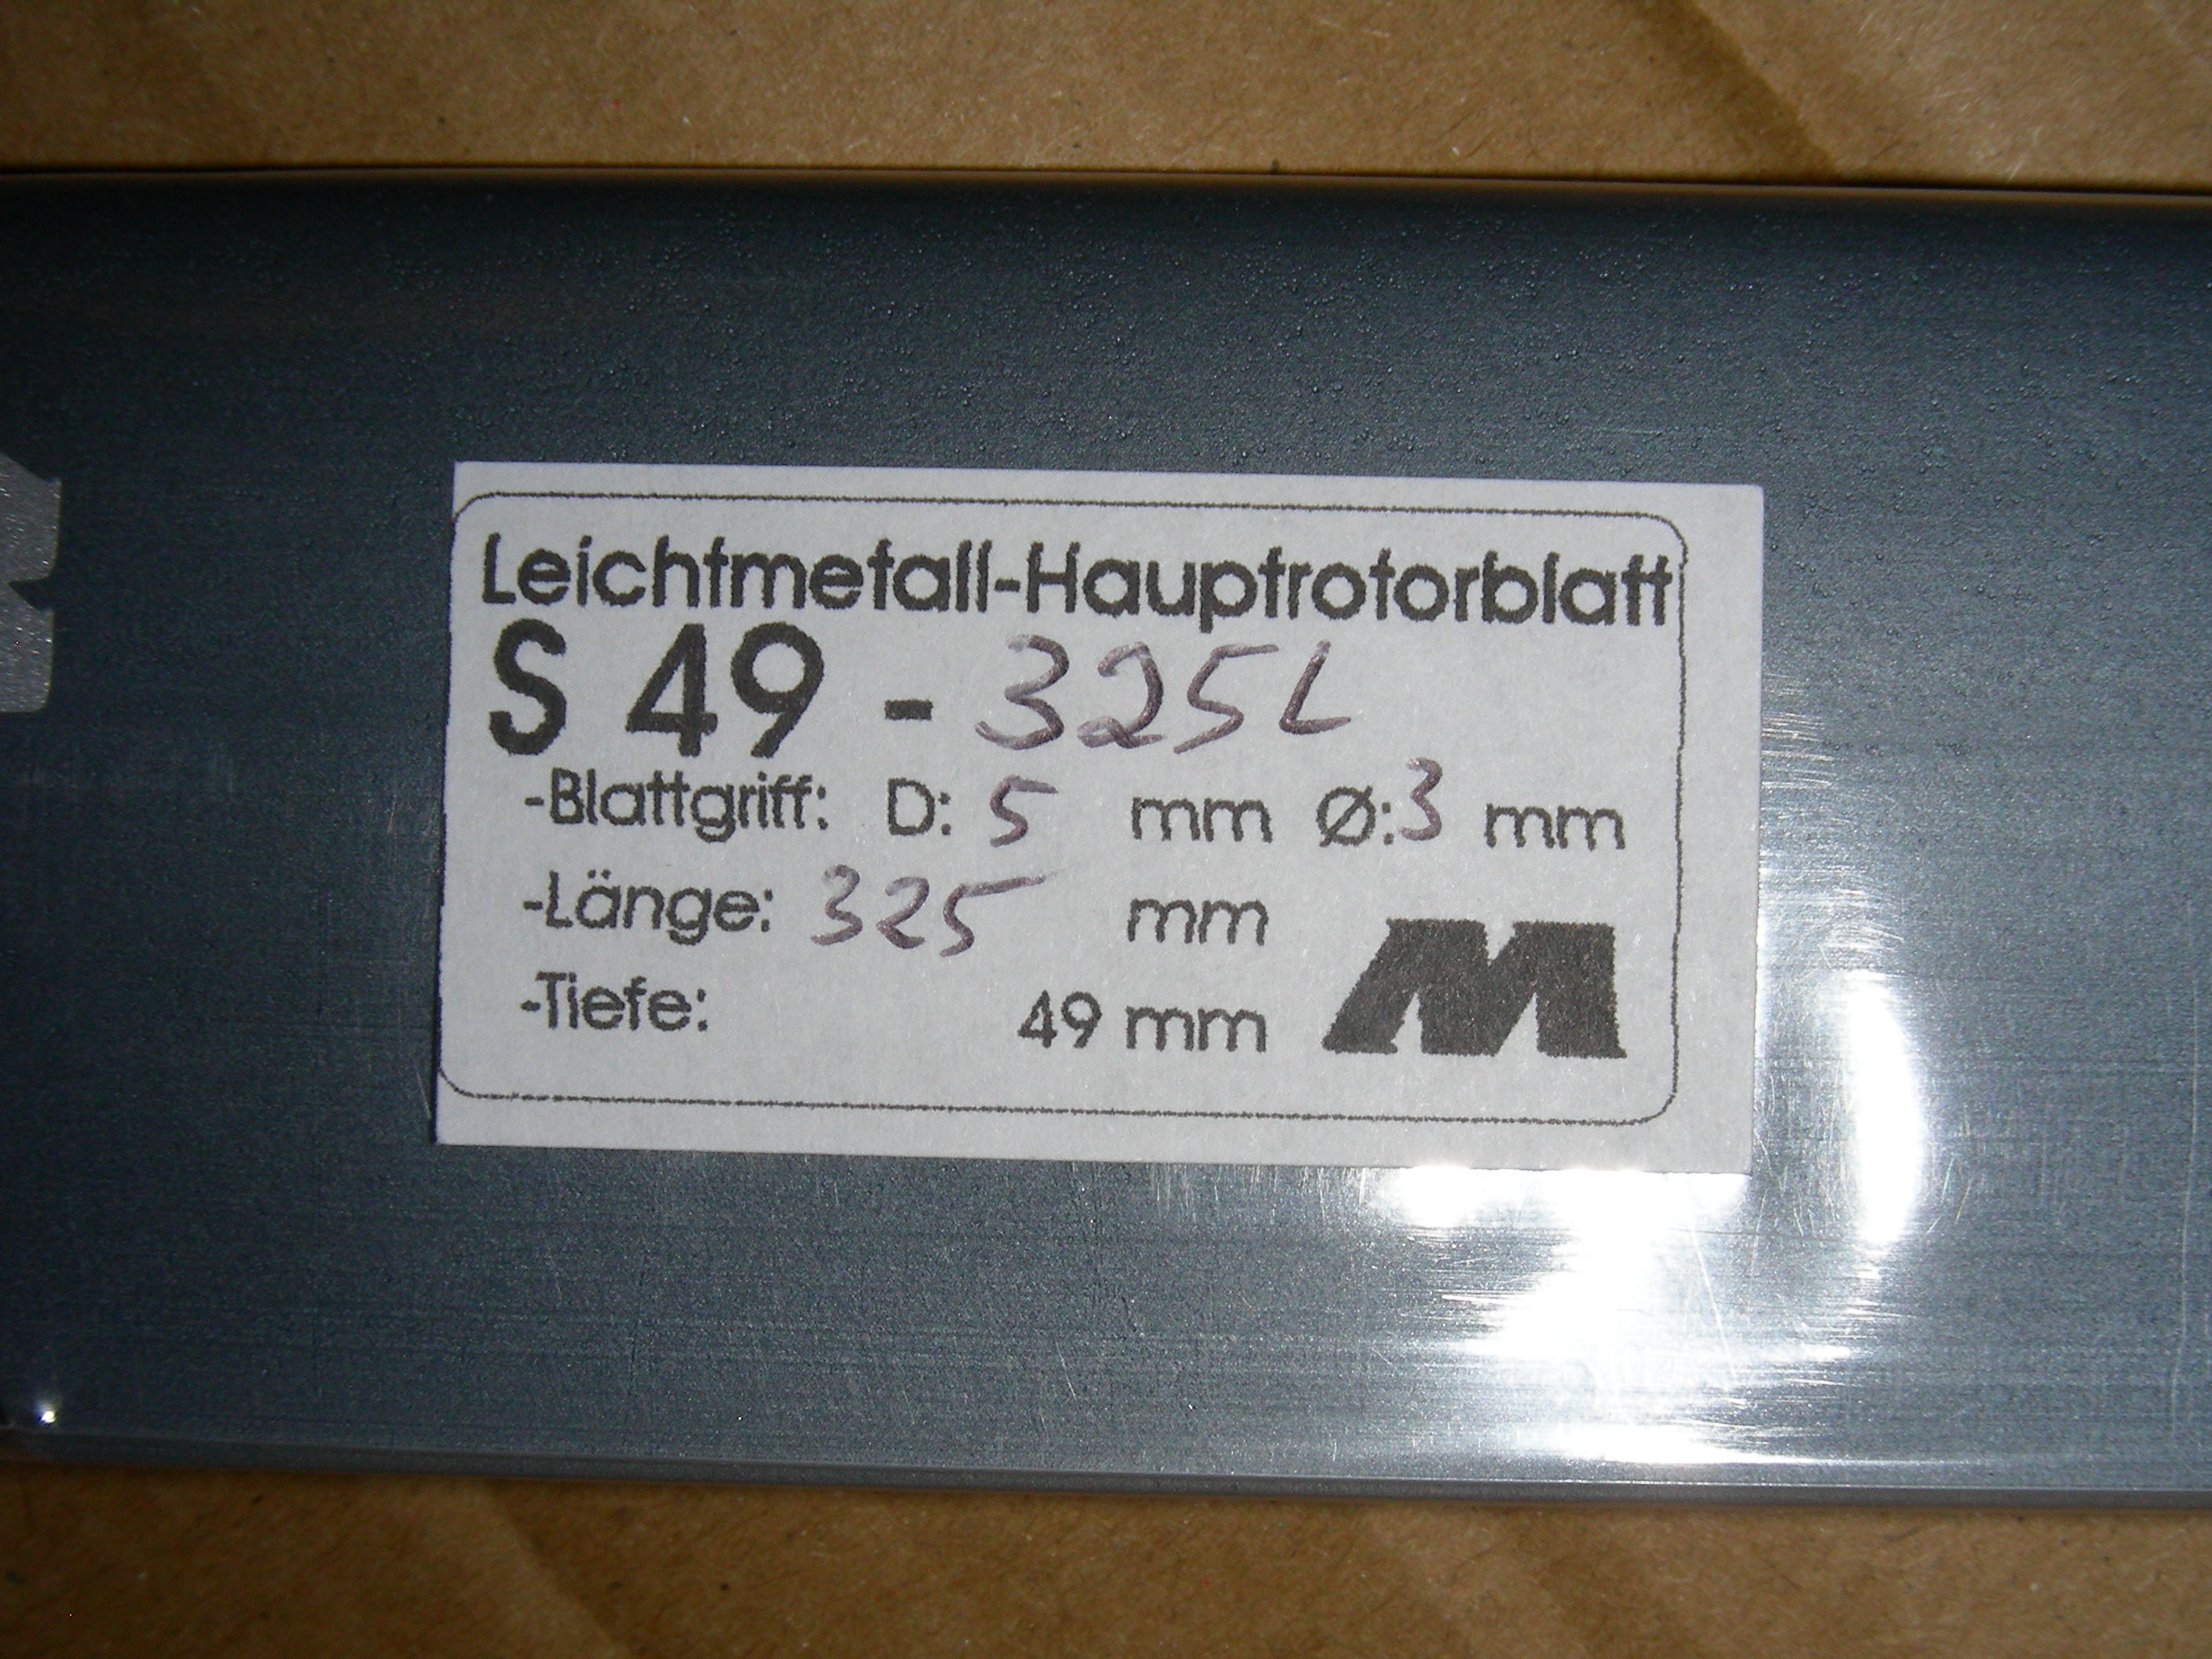 Leichtmetall-Hauptrotorblatt
S 49 - 325L
-Blattgriff: D: 5 mm Ø:3 mm
-Länge: 325 mm
-Tiefe: 49 mm
M